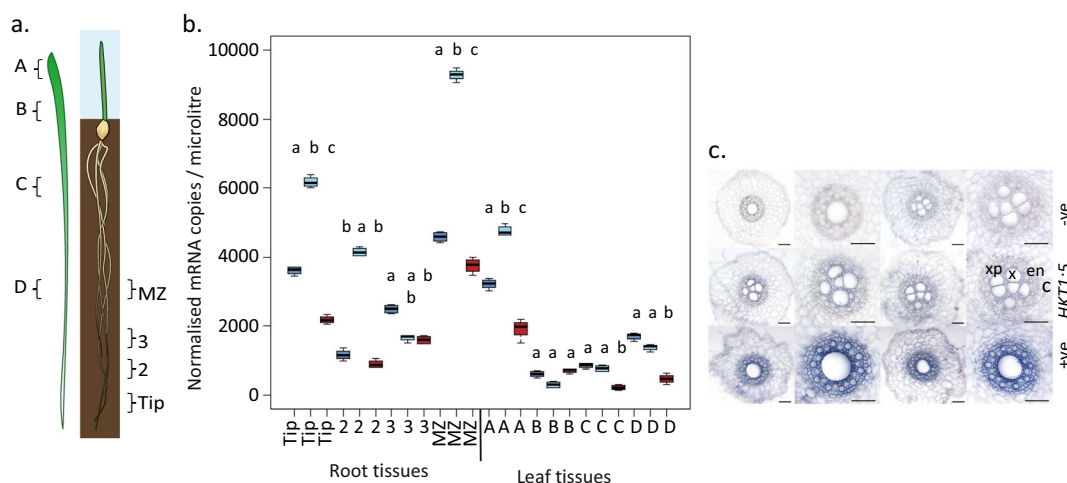 a.
A
B
C
D
MZ
3
2
Tip
b.
Normalised mRNA copies / microlitre
10000
8000
6000
4000
2000
0
a b c
a b c
b a b
a a b
b
a b c
a a a
a a b
a a b
Tip Tip Tip 2 2 2 3 3 3 MZ MZ MZ A A A B B B C C C D D D
Root tissues
Leaf tissues
c.
-ve
xp x en
c
HKT1;5
+ve